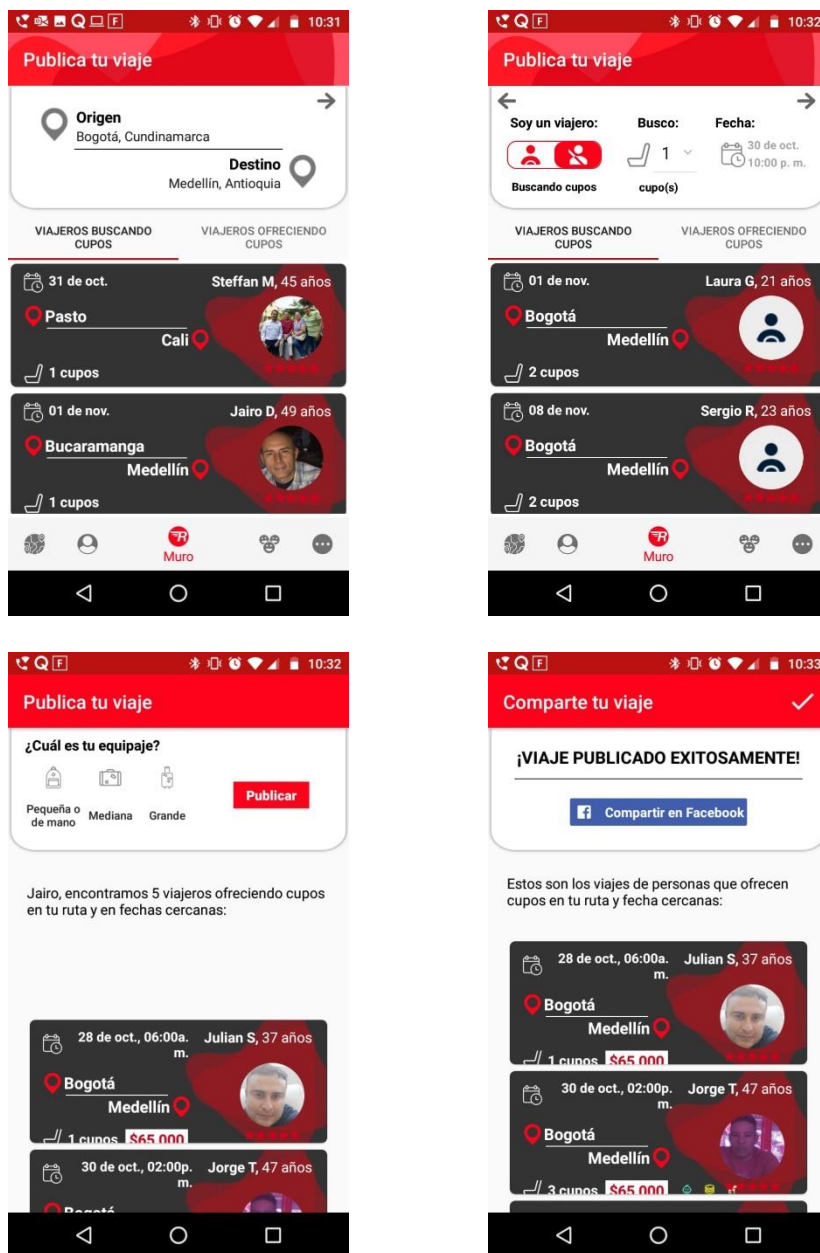 10:31
Publica tu viaje
Origen
Bogotá, Cundinamarca
Destino
Medellín, Antioquia
VIAJEROS BUSCANDO CUPOS
VIAJEROS OFRECIENDO CUPOS
31 de oct.
Steffan M, 45 años
Pasto
Cali
1 cupos
01 de nov.
Jairo D, 49 años
Bucaramanga
Medellín
1 cupos
Muro
10:32
Publica tu viaje
Soy un viajero:
Busco:
Fecha:
1
30 de oct.
10:00 p. m.
Buscando cupos
cupo(s)
VIAJEROS BUSCANDO CUPOS
VIAJEROS OFRECIENDO CUPOS
01 de nov.
Laura G, 21 años
Bogotá
Medellín
2 cupos
08 de nov.
Sergio R, 23 años
Bogotá
Medellín
2 cupos
Muro
10:32
Publica tu viaje
¿Cuál es tu equipaje?
Pequeña o
de mano
Mediana
Grande
Publicar
Jairo, encontramos 5 viajeros ofreciendo cupos
en tu ruta y en fechas cercanas:
28 de oct., 06:00a.
m.
Julian S, 37 años
Bogotá
Medellín
1 cupos $65.000
30 de oct., 02:00p.
m.
Jorge T, 47 años
Bogotá
10:33
Comparte tu viaje
¡VIAJE PUBLICADO EXITOSAMENTE!
Compartir en Facebook
Estos son los viajes de personas que ofrecen
cupos en tu ruta y fecha cercanas:
28 de oct., 06:00a.
m.
Julian S, 37 años
Bogotá
Medellín
1 cupos $65.000
30 de oct., 02:00p.
m.
Jorge T, 47 años
Bogotá
Medellín
3 cupos $65.000